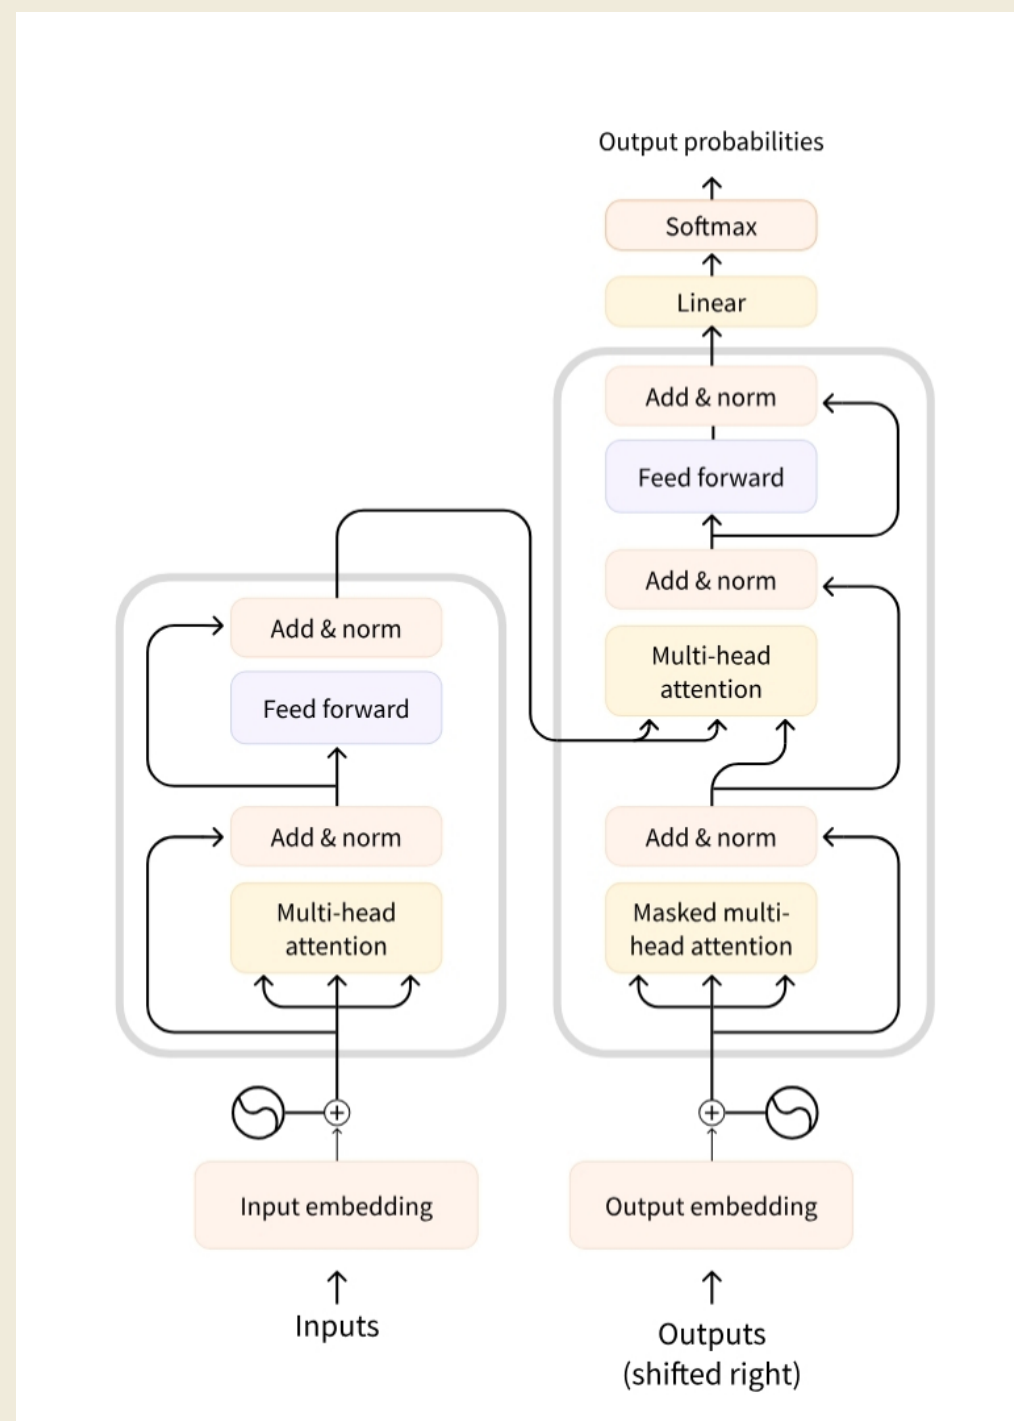 Output probabilities
Softmax
Linear
Add & norm
Feed forward
Add & norm
Multi-head
attention
Add & norm
Masked multi-
head attention
Add & norm
Feed forward
Add & norm
Multi-head
attention
Input embedding
Output embedding
Inputs
Outputs
(shifted right)